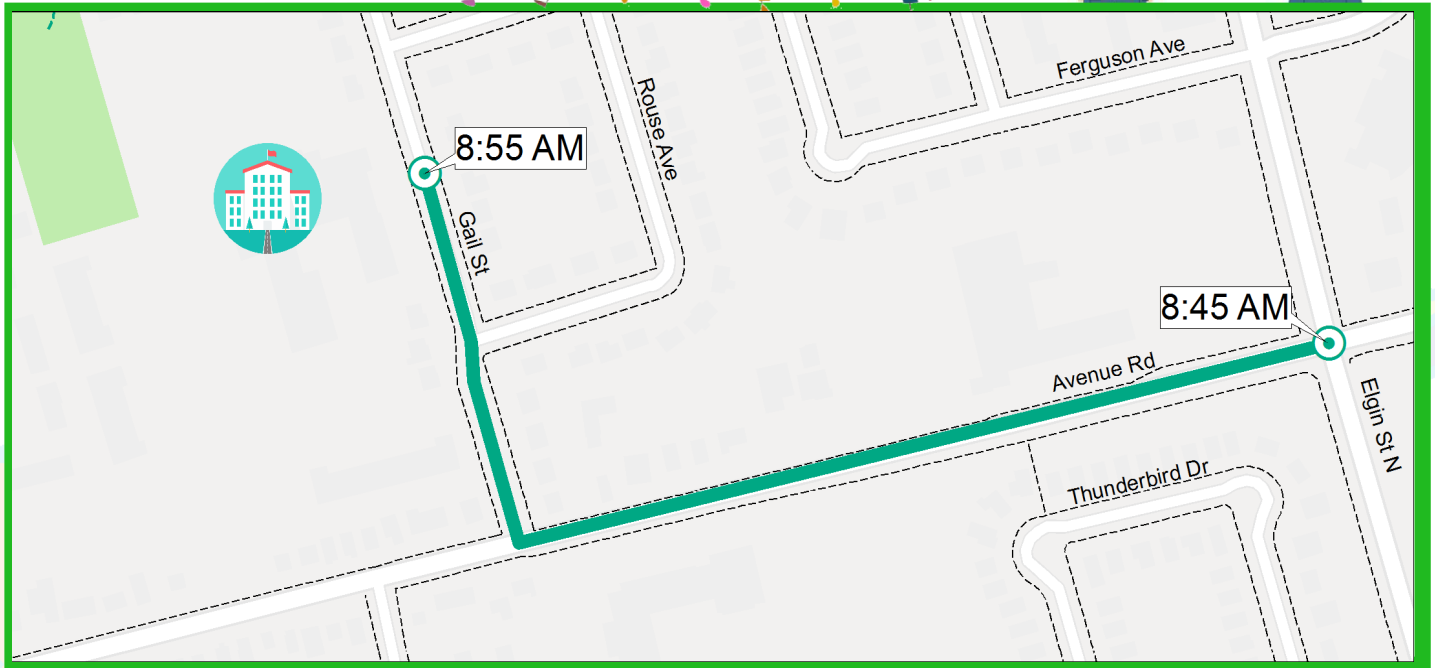 Ferguson Ave
Rouse Ave
8:55 AM
Gail St
8:45 AM
Avenue Rd
Elgin St N
Thunderbird Dr